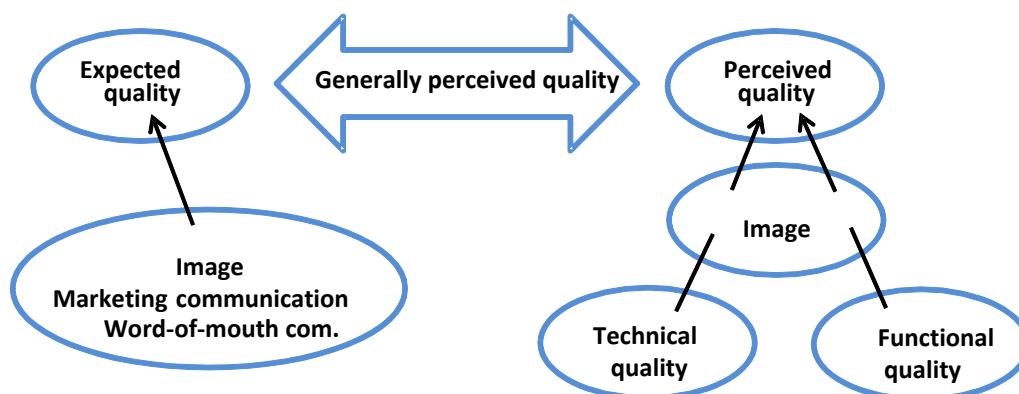 Expected
quality
Generally perceived quality
Perceived
quality
Image
Marketing communication
Word-of-mouth com.
Image
Technical
quality
Functional
quality